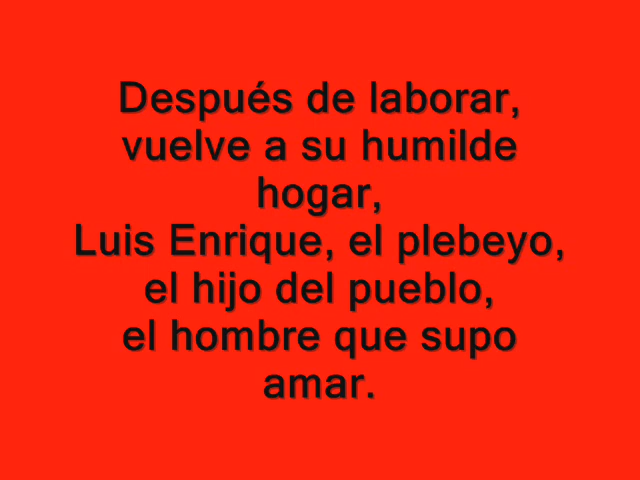 Después de laborar,
vuelve a su humilde
hogar,
Luis Enrique, el plebeyo,
el hijo del pueblo,
el hombre que supo
amar.